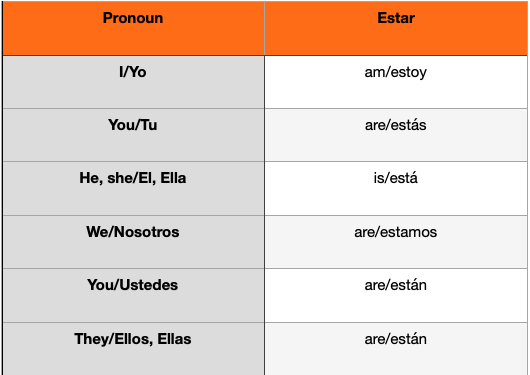 Pronoun Estar
I/Yo am/estoy
You/Tu are/estás
He, she/El, Ella is/está
We/Nosotros are/estamos
You/Ustedes are/están
They/Ellos, Ellas are/están